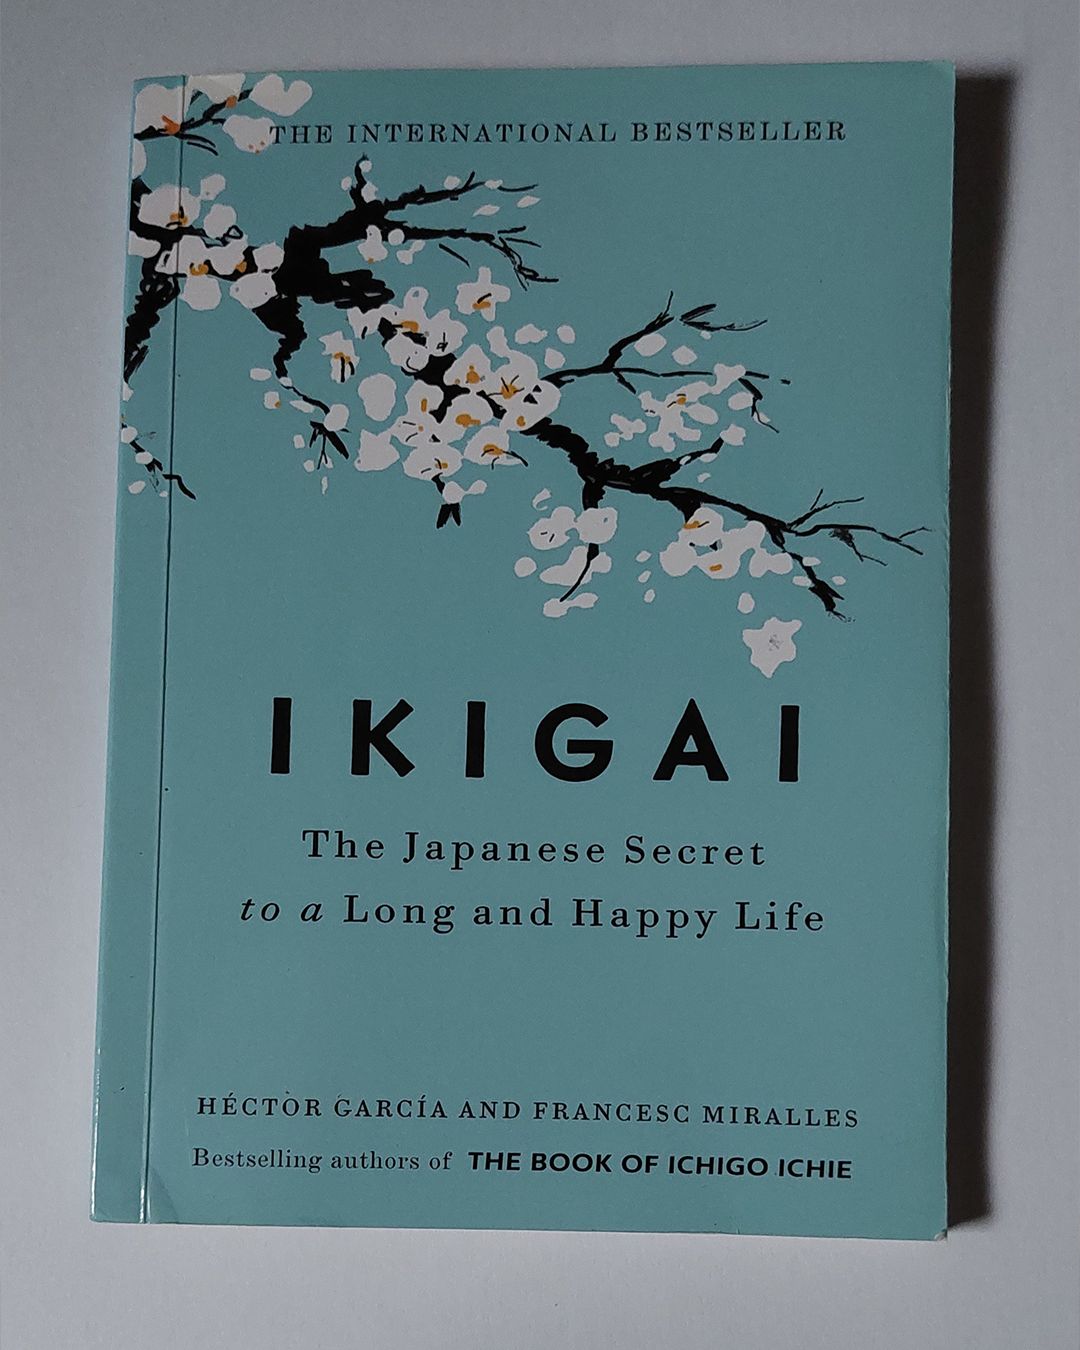 THE INTERNATIONAL BESTSELLER
IKIGAI
The Japanese Secret
to a Long and Happy Life
HÉCTOR GARCÍA AND FRANCESC MIRALLES
Bestselling authors of THE BOOK OF ICHIGO ICHIE